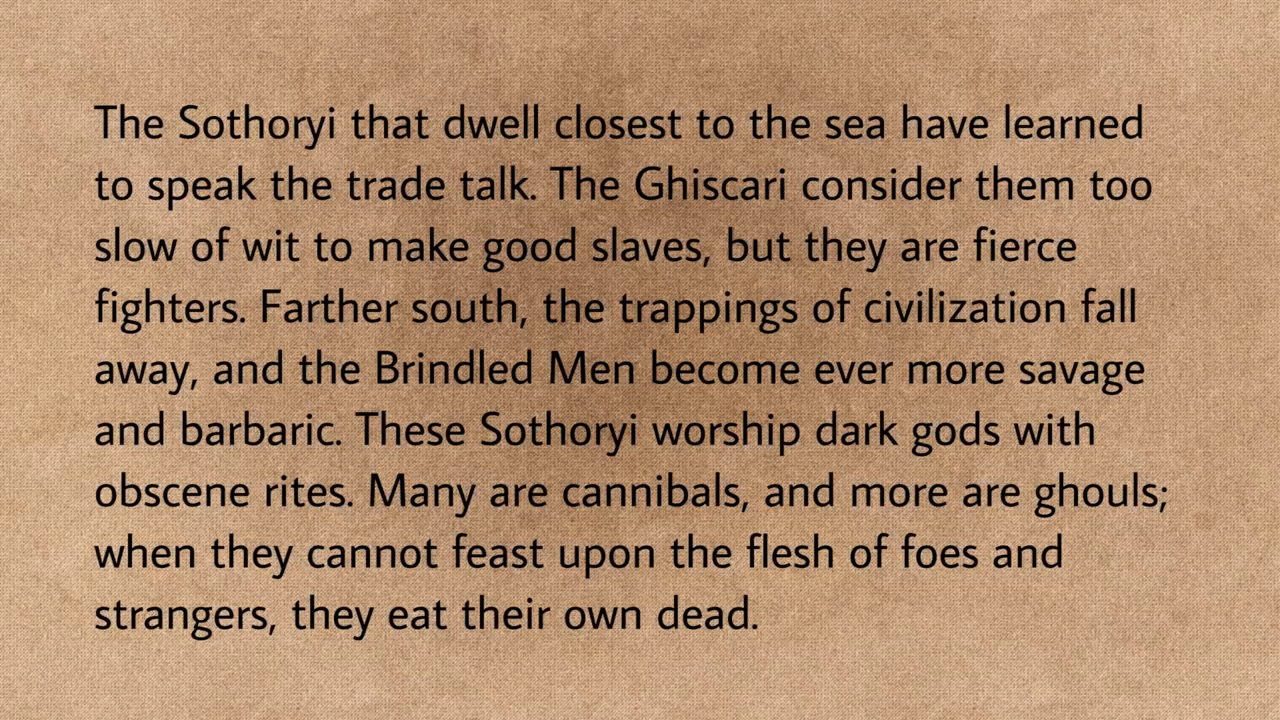 The Sothoryi that dwell closest to the sea have learned
to speak the trade talk. The Ghiscari consider them too
slow of wit to make good slaves, but they are fierce
fighters. Farther south, the trappings of civilization fall
away, and the Brindled Men become ever more savage
and barbaric. These Sothoryi worship dark gods with
obscene rites. Many are cannibals, and more are ghouls;
when they cannot feast upon the flesh of foes and
strangers, they eat their own dead.